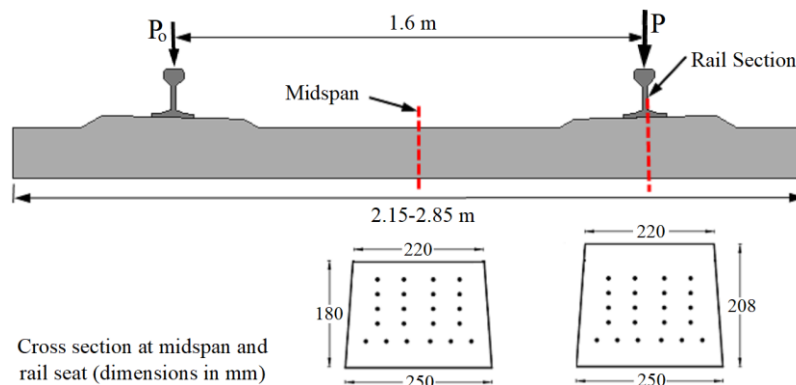 Pₒ
1.6 m
P
Rail Section
Midspan
2.15-2.85 m
220
180
250
220
208
250
Cross section at midspan and
rail seat (dimensions in mm)